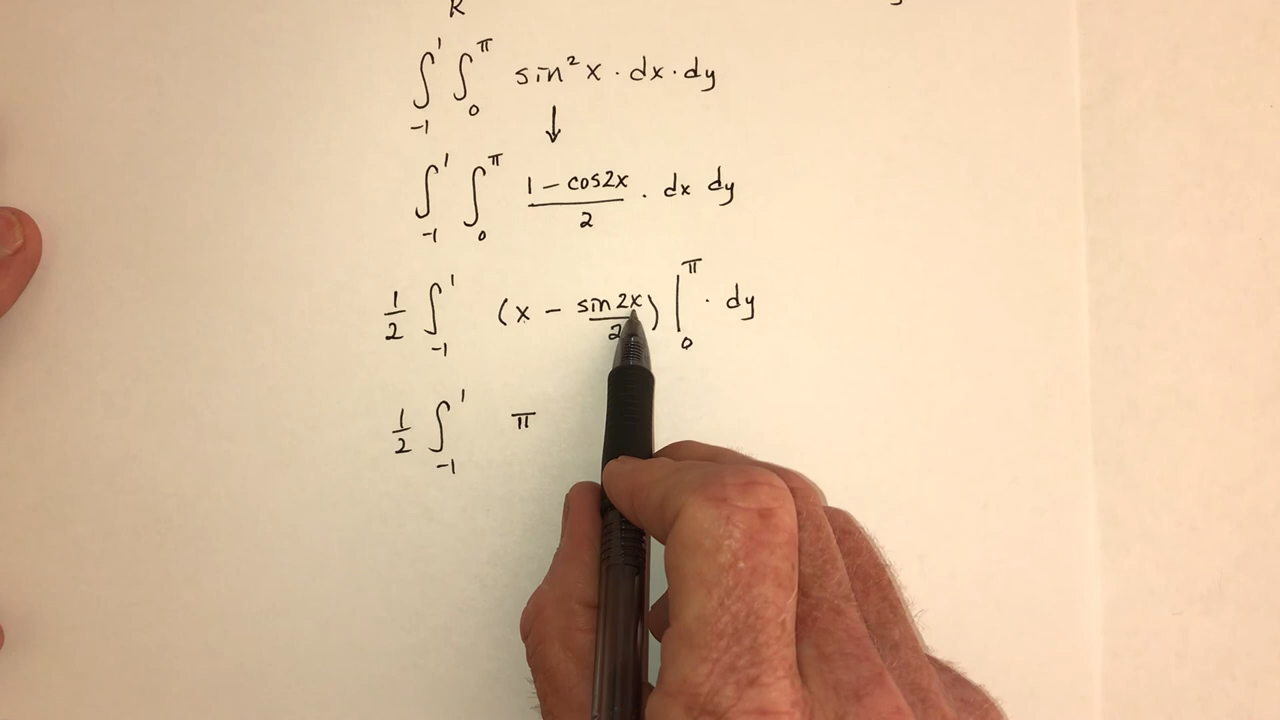 R
∫₋₁¹ ∫₀^π sin²x · dx · dy
↓
∫₋₁¹ ∫₀^π (1 − cos2x)/2 · dx dy
1/2 ∫₋₁¹ (x − sin2x/2) |₀^π · dy
1/2 ∫₋₁¹ π